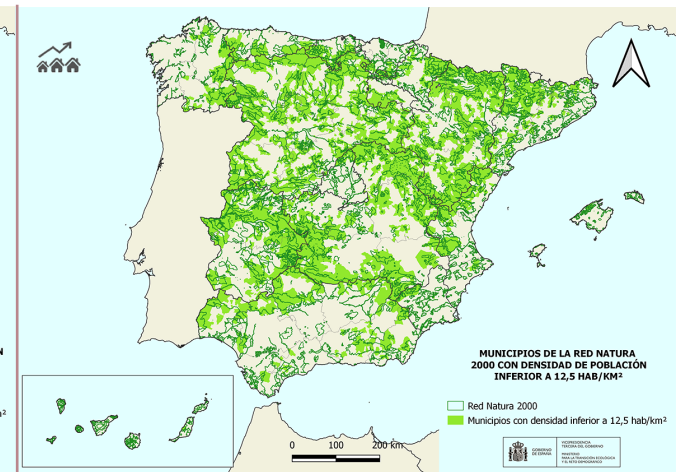 MUNICIPIOS DE LA RED NATURA
2000 CON DENSIDAD DE POBLACIÓN
INFERIOR A 12,5 HAB/KM²
Red Natura 2000
Municipios con densidad inferior a 12,5 hab/km²
0 100 200 km
GOBIERNO
DE ESPAÑA
VICEPRESIDENCIA
TERCERA DEL GOBIERNO
MINISTERIO
PARA LA TRANSICIÓN ECOLÓGICA
Y EL RETO DEMOGRÁFICO